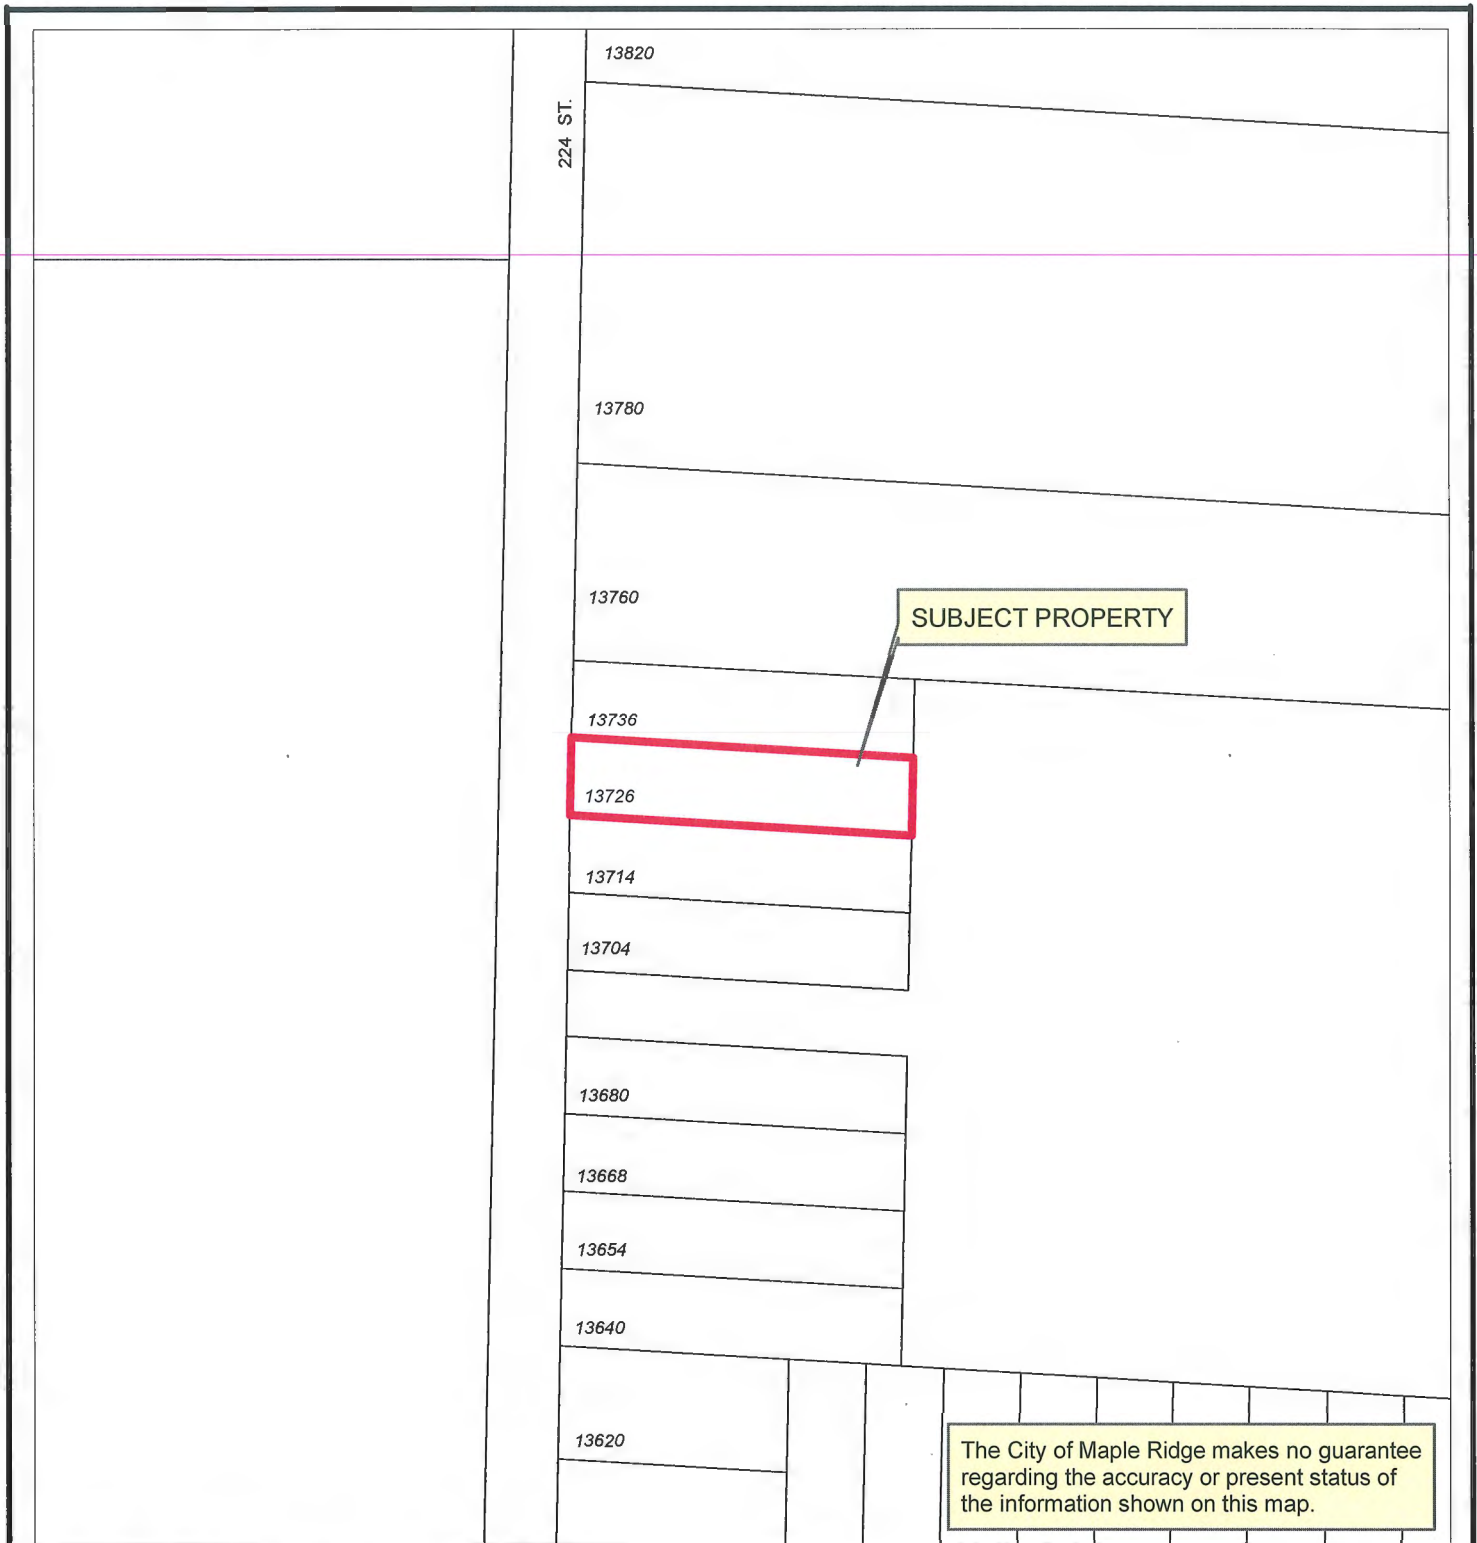 13820
224 ST.
13780
13760
SUBJECT PROPERTY
13736
13726
13714
13704
13680
13668
13654
13640
13620
The City of Maple Ridge makes no guarantee
regarding the accuracy or present status of
the information shown on this map.